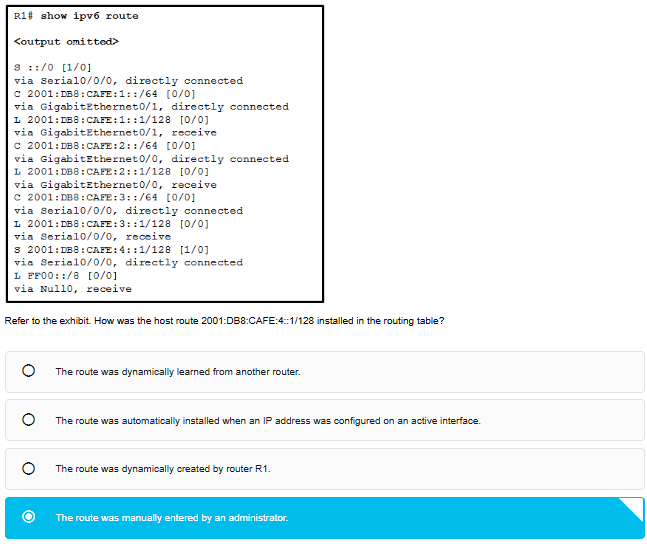 R1# show ipv6 route
<output omitted>
S ::/0 [1/0]
via Serial0/0/0, directly connected
C 2001:DB8:CAFE:1::/64 [0/0]
via GigabitEthernet0/1, directly connected
L 2001:DB8:CAFE:1::1/128 [0/0]
via GigabitEthernet0/1, receive
C 2001:DB8:CAFE:2::/64 [0/0]
via GigabitEthernet0/0, directly connected
L 2001:DB8:CAFE:2::1/128 [0/0]
via GigabitEthernet0/0, receive
C 2001:DB8:CAFE:3::/64 [0/0]
via Serial0/0/0, directly connected
L 2001:DB8:CAFE:3::1/128 [0/0]
via Serial0/0/0, receive
S 2001:DB8:CAFE:4::1/128 [1/0]
via Serial0/0/0, directly connected
L FF00::/8 [0/0]
via Null0, receive
Refer to the exhibit. How was the host route 2001:DB8:CAFE:4::1/128 installed in the routing table?
The route was dynamically learned from another router.
The route was automatically installed when an IP address was configured on an active interface.
The route was dynamically created by router R1.
The route was manually entered by an administrator.